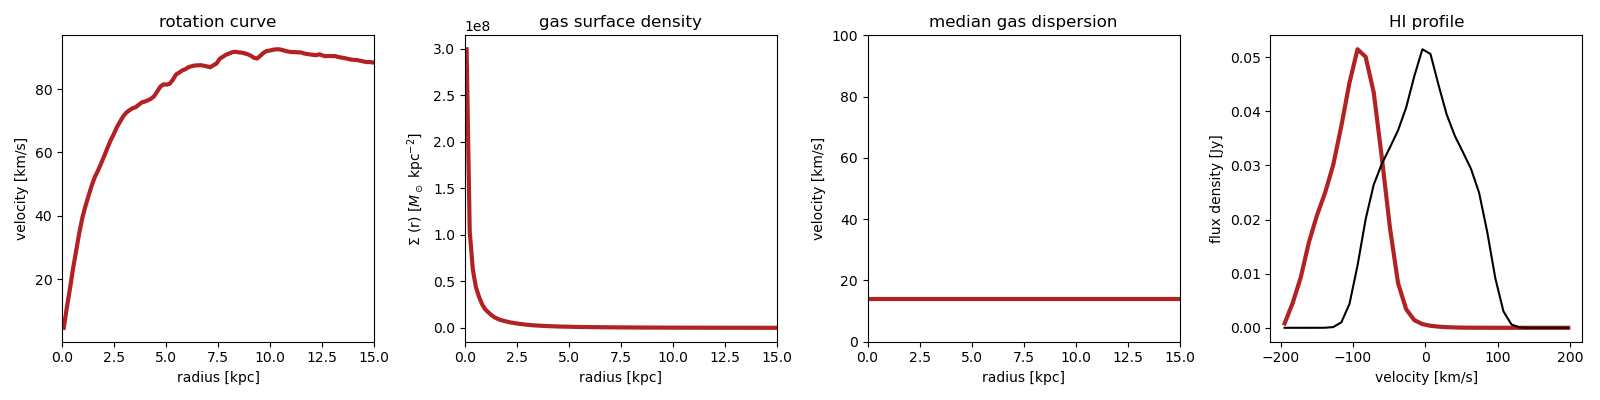 rotation curve
velocity [km/s]
80
60
40
20
0.0 2.5 5.0 7.5 10.0 12.5 15.0
radius [kpc]
gas surface density
1e8
Σ (r) [M⊙ kpc⁻²]
3.0
2.5
2.0
1.5
1.0
0.5
0.0
0.0 2.5 5.0 7.5 10.0 12.5 15.0
radius [kpc]
median gas dispersion
velocity [km/s]
100
80
60
40
20
0
0.0 2.5 5.0 7.5 10.0 12.5 15.0
radius [kpc]
HI profile
flux density [Jy]
0.05
0.04
0.03
0.02
0.01
0.00
−200 −100 0 100 200
velocity [km/s]